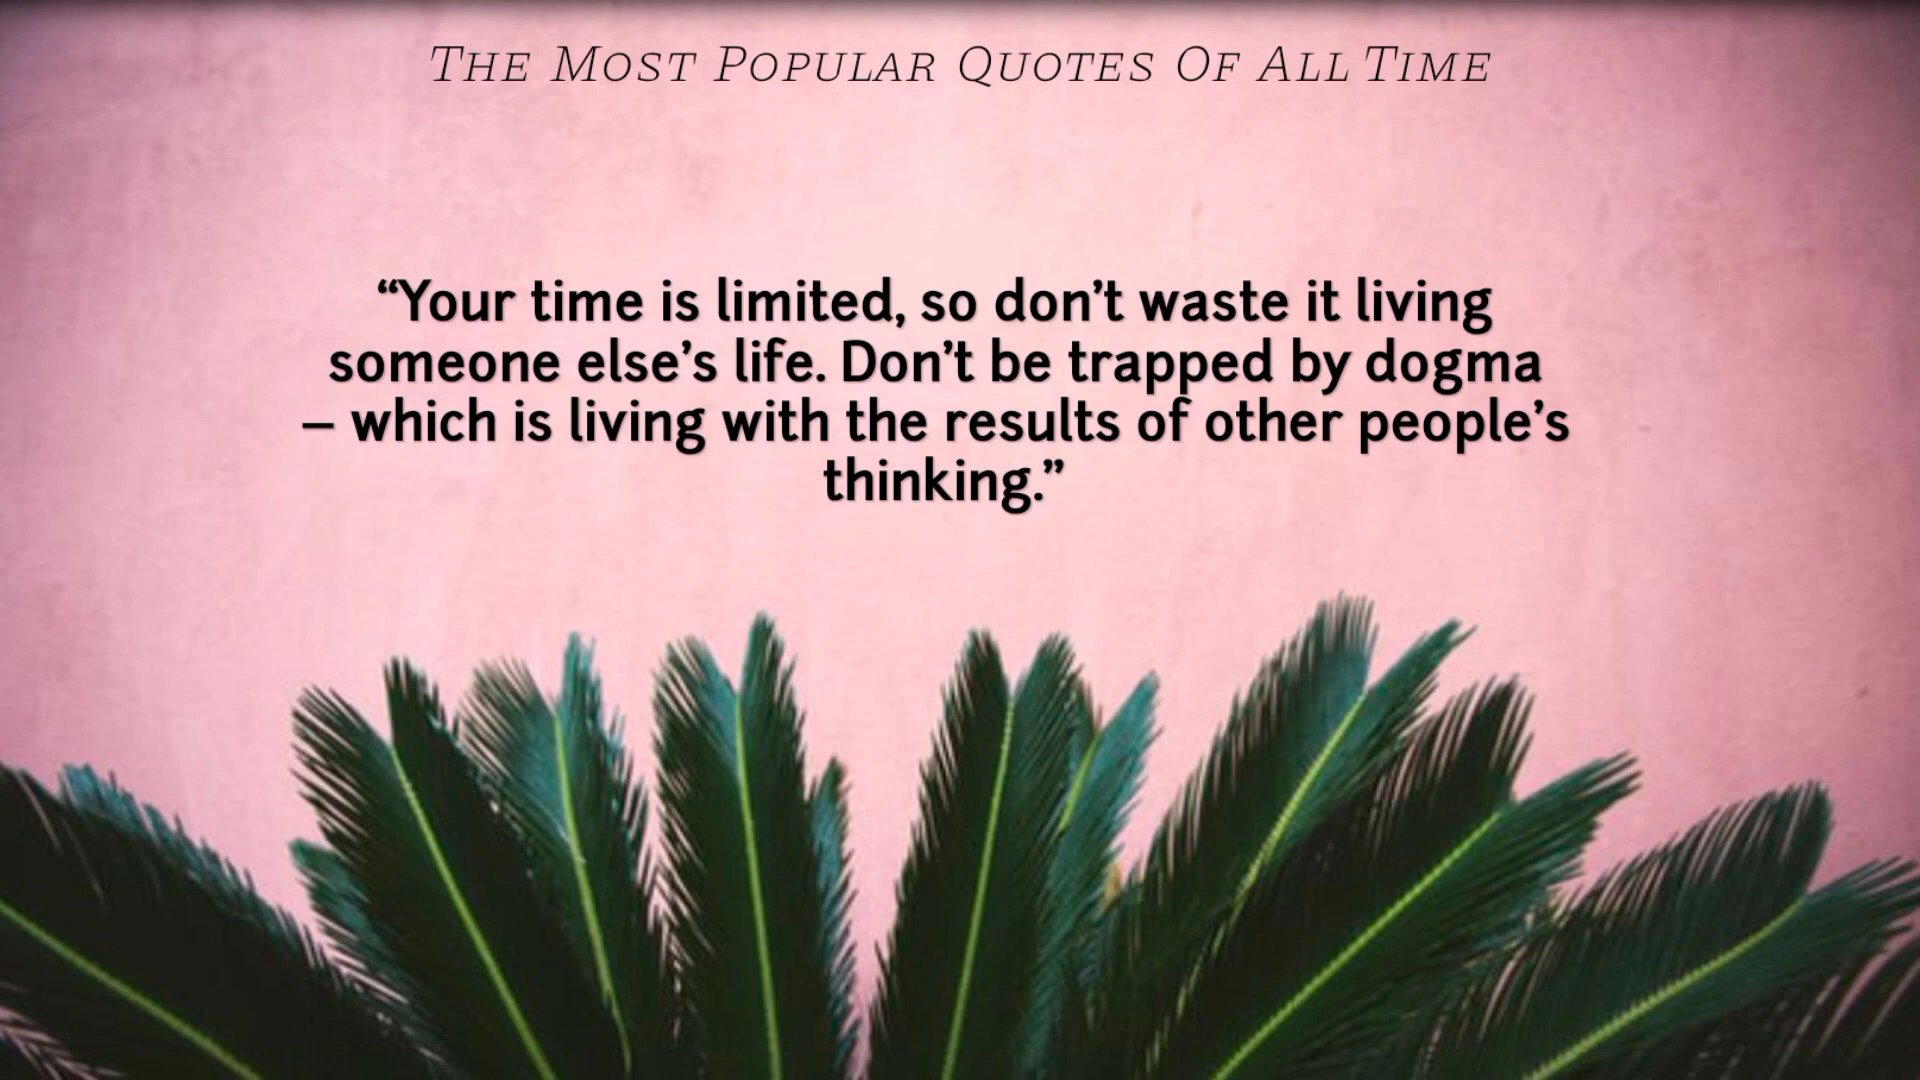 The Most Popular Quotes Of All Time
“Your time is limited, so don’t waste it living
someone else’s life. Don’t be trapped by dogma
– which is living with the results of other people’s
thinking.”